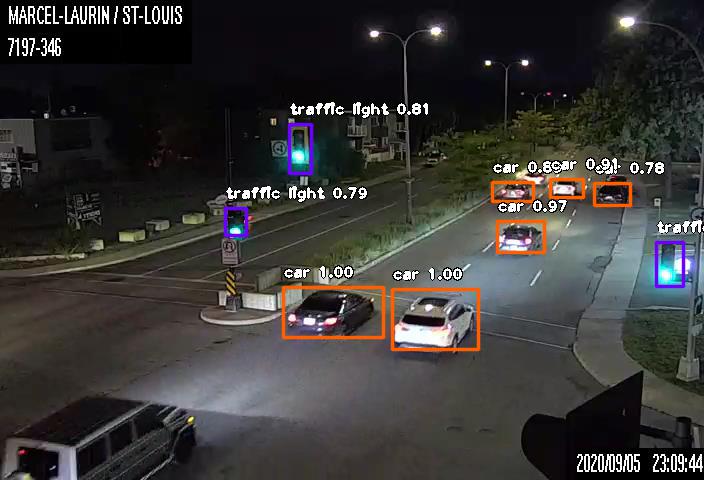 MARCEL-LAURIN / ST-LOUIS
7197-346
traffic light 0.81
car 0.91
0.78
traffic light 0.79
car 0.97
traffi
car 1.00
car 1.00
2020/09/05 23:09:44